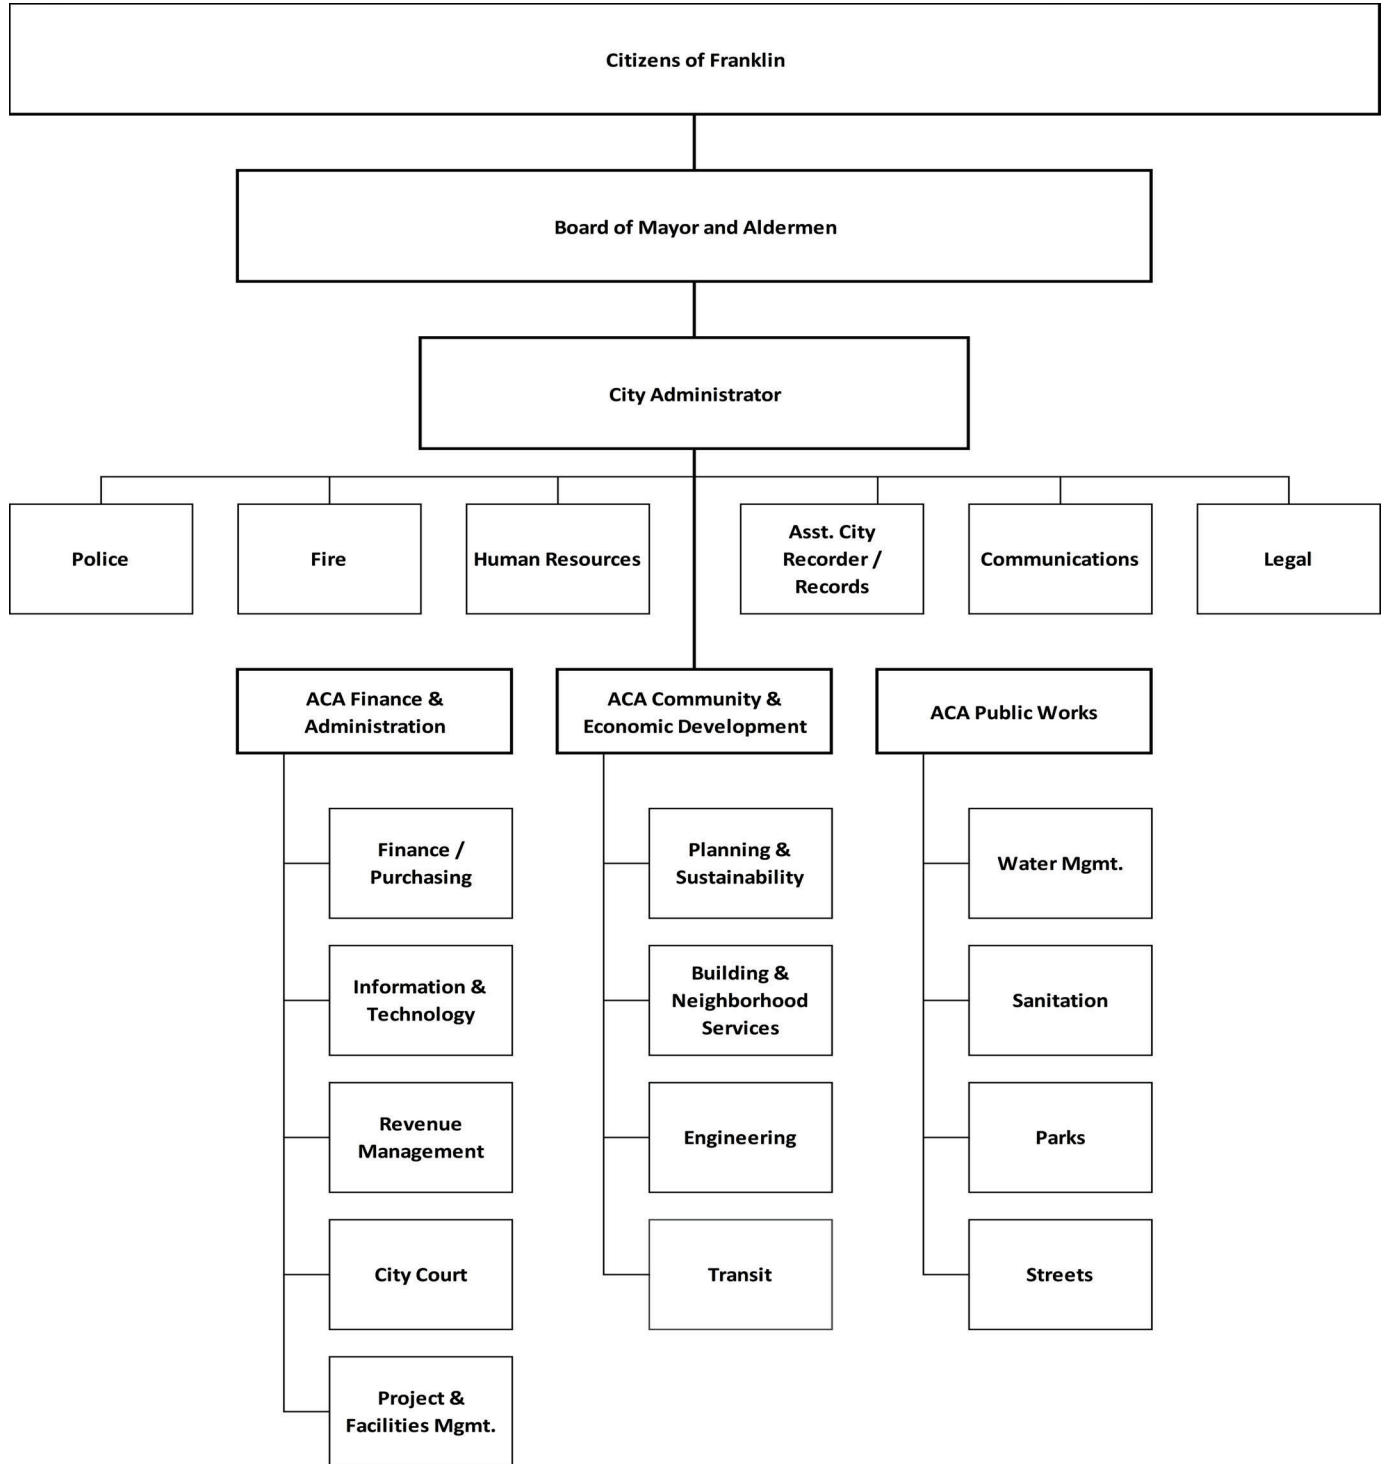 Citizens of Franklin
Board of Mayor and Aldermen
City Administrator
Police
Fire
Human Resources
Asst. City
Recorder /
Records
Communications
Legal
ACA Finance &
Administration
ACA Community &
Economic Development
ACA Public Works
Finance /
Purchasing
Planning &
Sustainability
Water Mgmt.
Information &
Technology
Building &
Neighborhood
Services
Sanitation
Revenue
Management
Engineering
Parks
City Court
Transit
Streets
Project &
Facilities Mgmt.